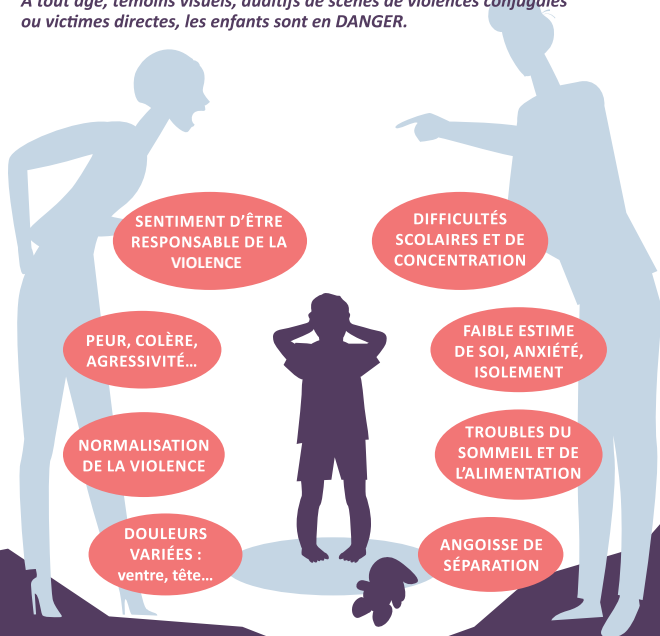 À tout âge, témoins visuels, auditifs de scènes de violences conjugales
ou victimes directes, les enfants sont en DANGER.
SENTIMENT D'ÊTRE
RESPONSABLE DE LA
VIOLENCE
DIFFICULTÉS
SCOLAIRES ET DE
CONCENTRATION
PEUR, COLÈRE,
AGRESSIVITÉ...
FAIBLE ESTIME
DE SOI, ANXIÉTÉ,
ISOLEMENT
NORMALISATION
DE LA VIOLENCE
TROUBLES DU
SOMMEIL ET DE
L'ALIMENTATION
DOULEURS
VARIÉES :
ventre, tête...
ANGOISSE DE
SÉPARATION